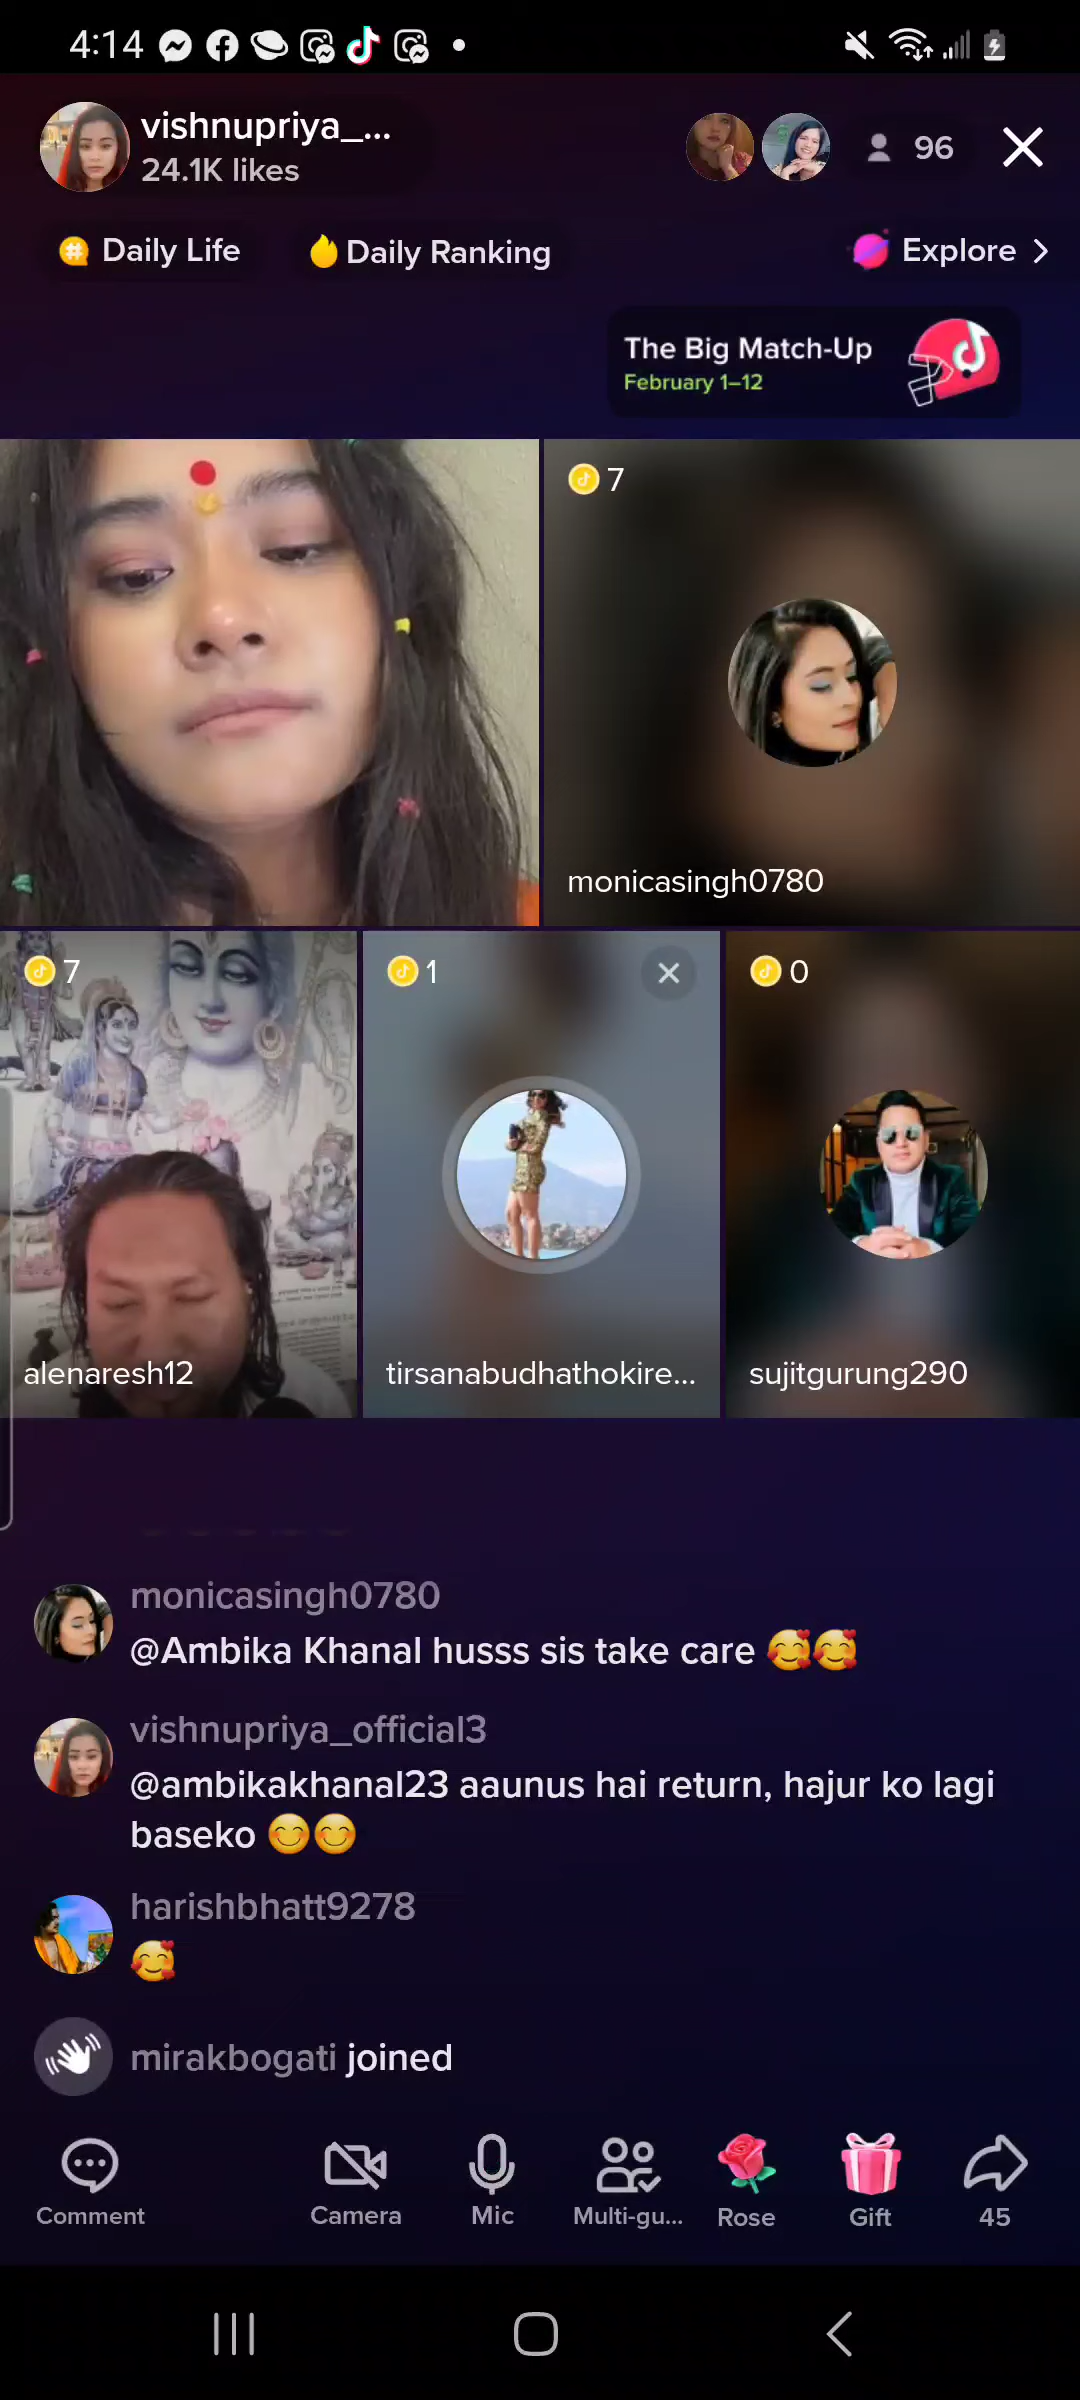 4:14
vishnupriya_...
24.1K likes
96
Daily Life
Daily Ranking
Explore
The Big Match-Up
February 1–12
7
monicasingh0780
7
1
0
alenaresh12
tirsanabudhathokire...
sujitgurung290
monicasingh0780
@Ambika Khanal husss sis take care 🥰🥰
vishnupriya_official3
@ambikakhanal23 aaunus hai return, hajur ko lagi
baseko 😊😊
harishbhatt9278
🥰
mirakbogati joined
Comment
Camera
Mic
Multi-gu...
Rose
Gift
45